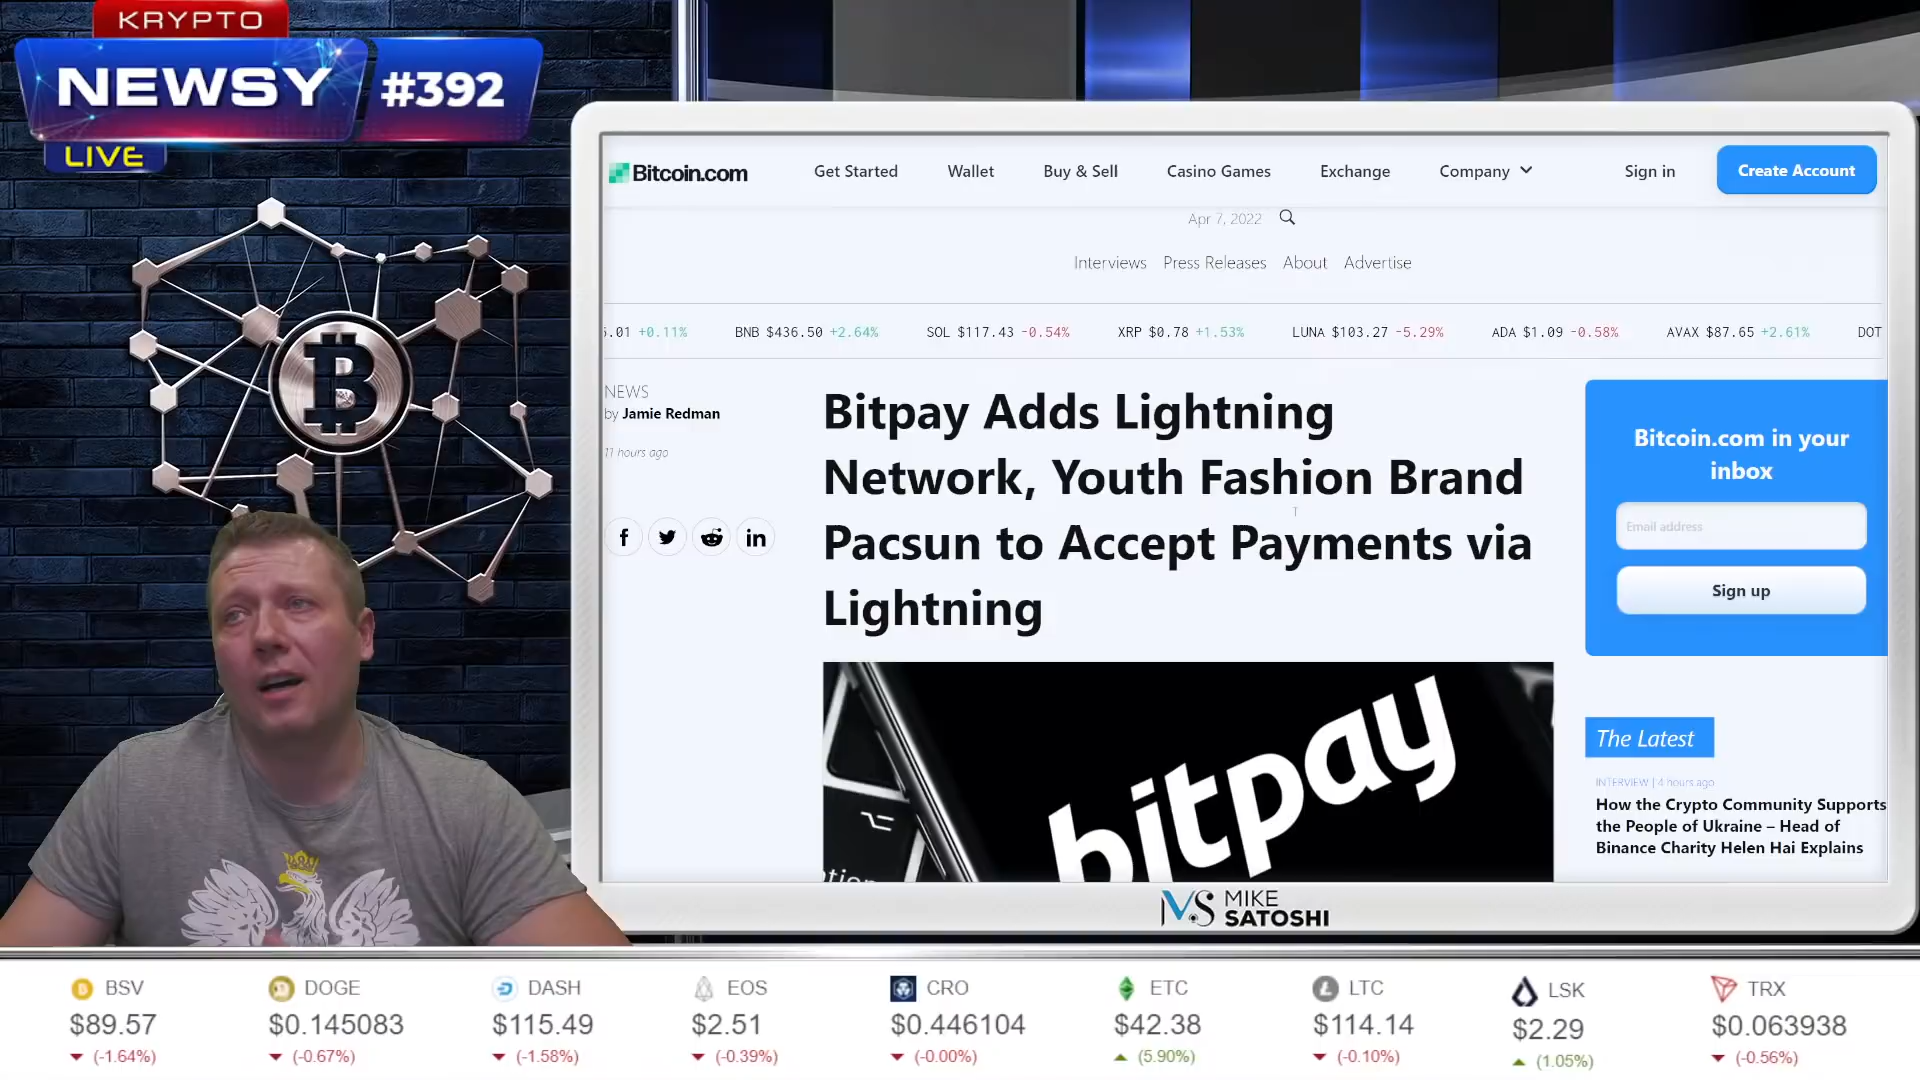 KRYPTO
NEWSY #392
LIVE
Bitcoin.com Get Started Wallet Buy & Sell Casino Games Exchange Company Sign in Create Account
Apr 7, 2022
Interviews Press Releases About Advertise
5.01 +0.11% BNB $436.50 +2.64% SOL $117.43 -0.54% XRP $0.78 +1.53% LUNA $103.27 -5.29% ADA $1.09 -0.58% AVAX $87.65 +2.61% DOT
NEWS
by Jamie Redman
11 hours ago
Bitpay Adds Lightning
Network, Youth Fashion Brand
Pacsun to Accept Payments via
Lightning
bitpay
Bitcoin.com in your
inbox
Email address
Sign up
The Latest
INTERVIEW | 4 hours ago
How the Crypto Community Supports
the People of Ukraine – Head of
Binance Charity Helen Hai Explains
MS MIKE
SATOSHI
BSV DOGE DASH EOS CRO ETC LTC LSK TRX
$89.57 $0.145083 $115.49 $2.51 $0.446104 $42.38 $114.14 $2.29 $0.063938
(-1.64%) (-0.67%) (-1.58%) (-0.39%) (-0.00%) (5.90%) (-0.10%) (1.05%) (-0.56%)